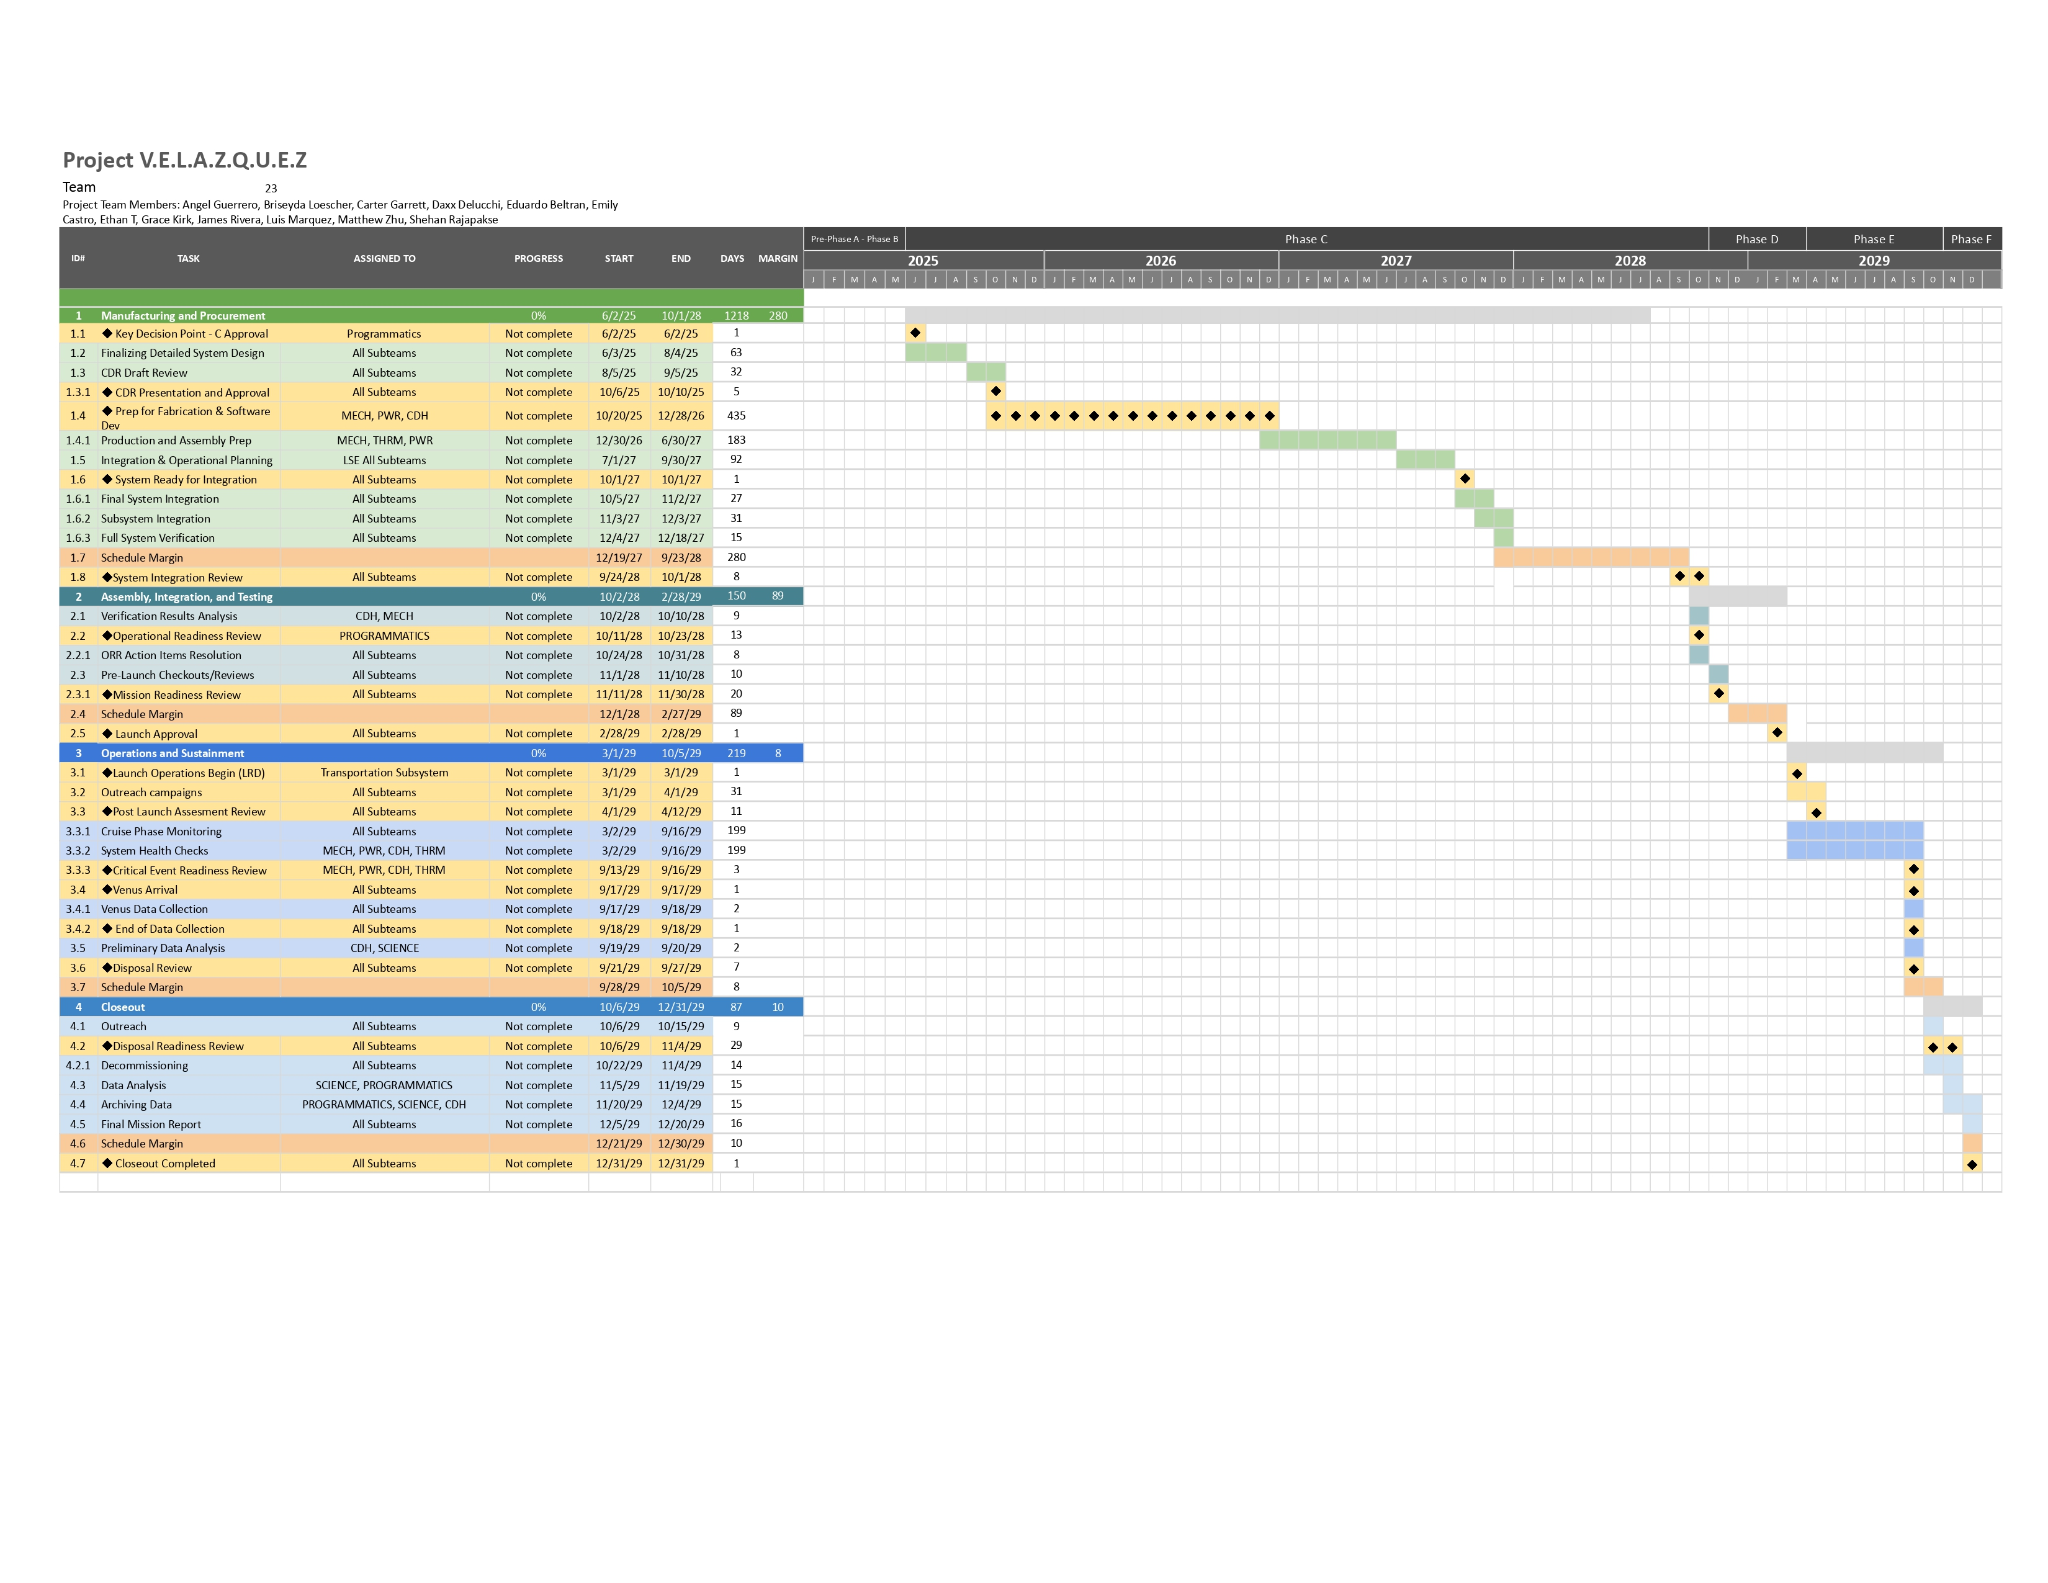 Project V.E.L.A.Z.Q.U.E.Z
Team 23
Project Team Members: Angel Guerrero, Briseyda Loescher, Carter Garrett, Daxx Delucchi, Eduardo Beltran, Emily
Castro, Ethan T, Grace Kirk, James Rivera, Luis Marquez, Matthew Zhu, Shehan Rajapakse
Pre-Phase A - Phase B Phase C Phase D Phase E Phase F
ID# TASK ASSIGNED TO PROGRESS START END DAYS MARGIN
2025 2026 2027 2028 2029
J F M A M J J A S O N D J F M A M J J A S O N D J F M A M J J A S O N D J F M A M J J A S O N D J F M A M J J A S O N D
1 Manufacturing and Procurement 0% 6/2/25 10/1/28 1218 280
1.1 ◆ Key Decision Point - C Approval Programmatics Not complete 6/2/25 6/2/25 1
1.2 Finalizing Detailed System Design All Subteams Not complete 6/3/25 8/4/25 63
1.3 CDR Draft Review All Subteams Not complete 8/5/25 9/5/25 32
1.3.1 ◆ CDR Presentation and Approval All Subteams Not complete 10/6/25 10/10/25 5
1.4 ◆ Prep for Fabrication & Software
Dev MECH, PWR, CDH Not complete 10/20/25 12/28/26 435
1.4.1 Production and Assembly Prep MECH, THRM, PWR Not complete 12/30/26 6/30/27 183
1.5 Integration & Operational Planning LSE All Subteams Not complete 7/1/27 9/30/27 92
1.6 ◆ System Ready for Integration All Subteams Not complete 10/1/27 10/1/27 1
1.6.1 Final System Integration All Subteams Not complete 10/5/27 11/2/27 27
1.6.2 Subsystem Integration All Subteams Not complete 11/3/27 12/3/27 31
1.6.3 Full System Verification All Subteams Not complete 12/4/27 12/18/27 15
1.7 Schedule Margin 12/19/27 9/23/28 280
1.8 ◆System Integration Review All Subteams Not complete 9/24/28 10/1/28 8
2 Assembly, Integration, and Testing 0% 10/2/28 2/28/29 150 89
2.1 Verification Results Analysis CDH, MECH Not complete 10/2/28 10/10/28 9
2.2 ◆Operational Readiness Review PROGRAMMATICS Not complete 10/11/28 10/23/28 13
2.2.1 ORR Action Items Resolution All Subteams Not complete 10/24/28 10/31/28 8
2.3 Pre-Launch Checkouts/Reviews All Subteams Not complete 11/1/28 11/10/28 10
2.3.1 ◆Mission Readiness Review All Subteams Not complete 11/11/28 11/30/28 20
2.4 Schedule Margin 12/1/28 2/27/29 89
2.5 ◆ Launch Approval All Subteams Not complete 2/28/29 2/28/29 1
3 Operations and Sustainment 0% 3/1/29 10/5/29 219 8
3.1 ◆Launch Operations Begin (LRD) Transportation Subsystem Not complete 3/1/29 3/1/29 1
3.2 Outreach campaigns All Subteams Not complete 3/1/29 4/1/29 31
3.3 ◆Post Launch Assesment Review All Subteams Not complete 4/1/29 4/12/29 11
3.3.1 Cruise Phase Monitoring All Subteams Not complete 3/2/29 9/16/29 199
3.3.2 System Health Checks MECH, PWR, CDH, THRM Not complete 3/2/29 9/16/29 199
3.3.3 ◆Critical Event Readiness Review MECH, PWR, CDH, THRM Not complete 9/13/29 9/16/29 3
3.4 ◆Venus Arrival All Subteams Not complete 9/17/29 9/17/29 1
3.4.1 Venus Data Collection All Subteams Not complete 9/17/29 9/18/29 2
3.4.2 ◆ End of Data Collection All Subteams Not complete 9/18/29 9/18/29 1
3.5 Preliminary Data Analysis CDH, SCIENCE Not complete 9/19/29 9/20/29 2
3.6 ◆Disposal Review All Subteams Not complete 9/21/29 9/27/29 7
3.7 Schedule Margin 9/28/29 10/5/29 8
4 Closeout 0% 10/6/29 12/31/29 87 10
4.1 Outreach All Subteams Not complete 10/6/29 10/15/29 9
4.2 ◆Disposal Readiness Review All Subteams Not complete 10/6/29 11/4/29 29
4.2.1 Decommissioning All Subteams Not complete 10/22/29 11/4/29 14
4.3 Data Analysis SCIENCE, PROGRAMMATICS Not complete 11/5/29 11/19/29 15
4.4 Archiving Data PROGRAMMATICS, SCIENCE, CDH Not complete 11/20/29 12/4/29 15
4.5 Final Mission Report All Subteams Not complete 12/5/29 12/20/29 16
4.6 Schedule Margin 12/21/29 12/30/29 10
4.7 ◆ Closeout Completed All Subteams Not complete 12/31/29 12/31/29 1